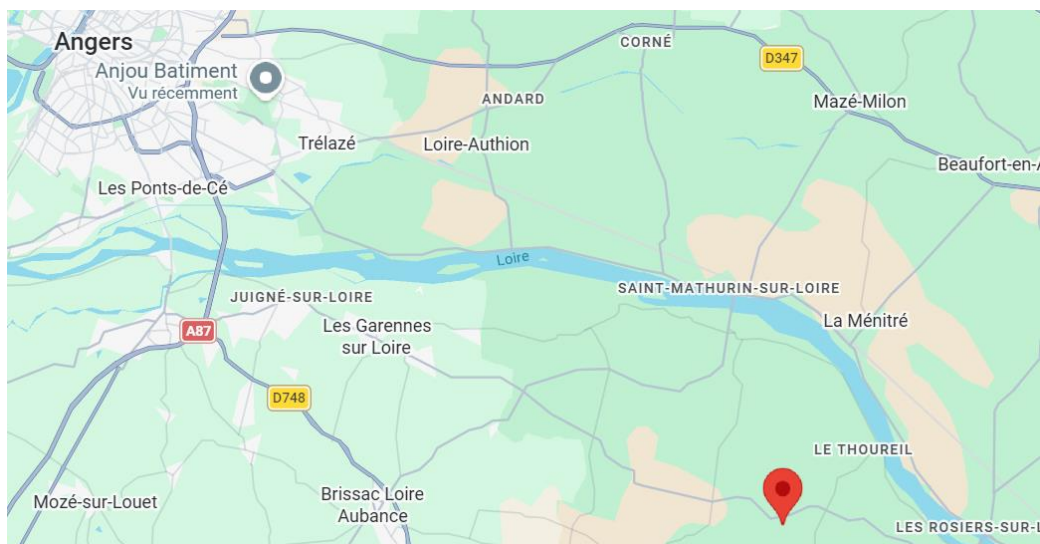 Angers
CORNÉ
D347
Anjou Batiment
Vu récemment
ANDARD
Mazé-Milon
Trélazé
Loire-Authion
Beaufort-en-A
Les Ponts-de-Cé
Loire
SAINT-MATHURIN-SUR-LOIRE
JUIGNÉ-SUR-LOIRE
A87
Les Garennes
sur Loire
La Ménitré
D748
LE THOUREIL
Mozé-sur-Louet
Brissac Loire
Aubance
LES ROSIERS-SUR-L